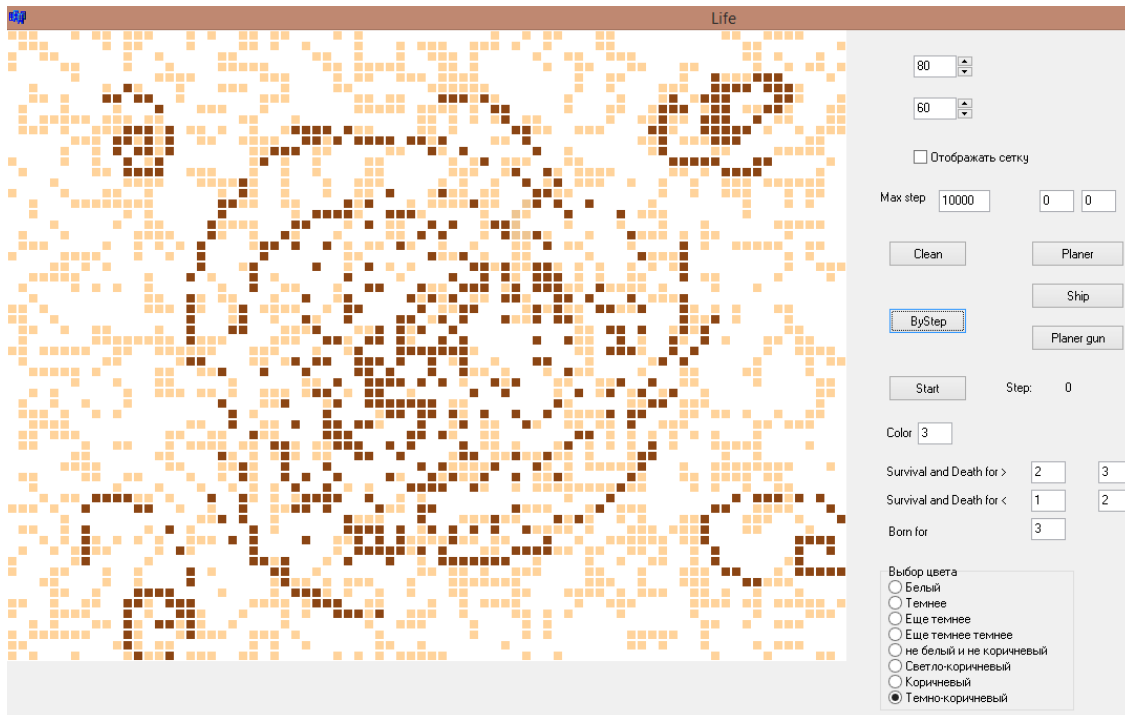 Life
80
60
Отображать сетку
Max step 10000 0 0
Clean Planer
Ship
ByStep
Planer gun
Start Step: 0
Color 3
Survival and Death for > 2 3
Survival and Death for < 1 2
Born for 3
Выбор цвета
Белый
Темнее
Еще темнее
Еще темнее темнее
не белый и не коричневый
Светло-коричневый
Коричневый
Темно-коричневый